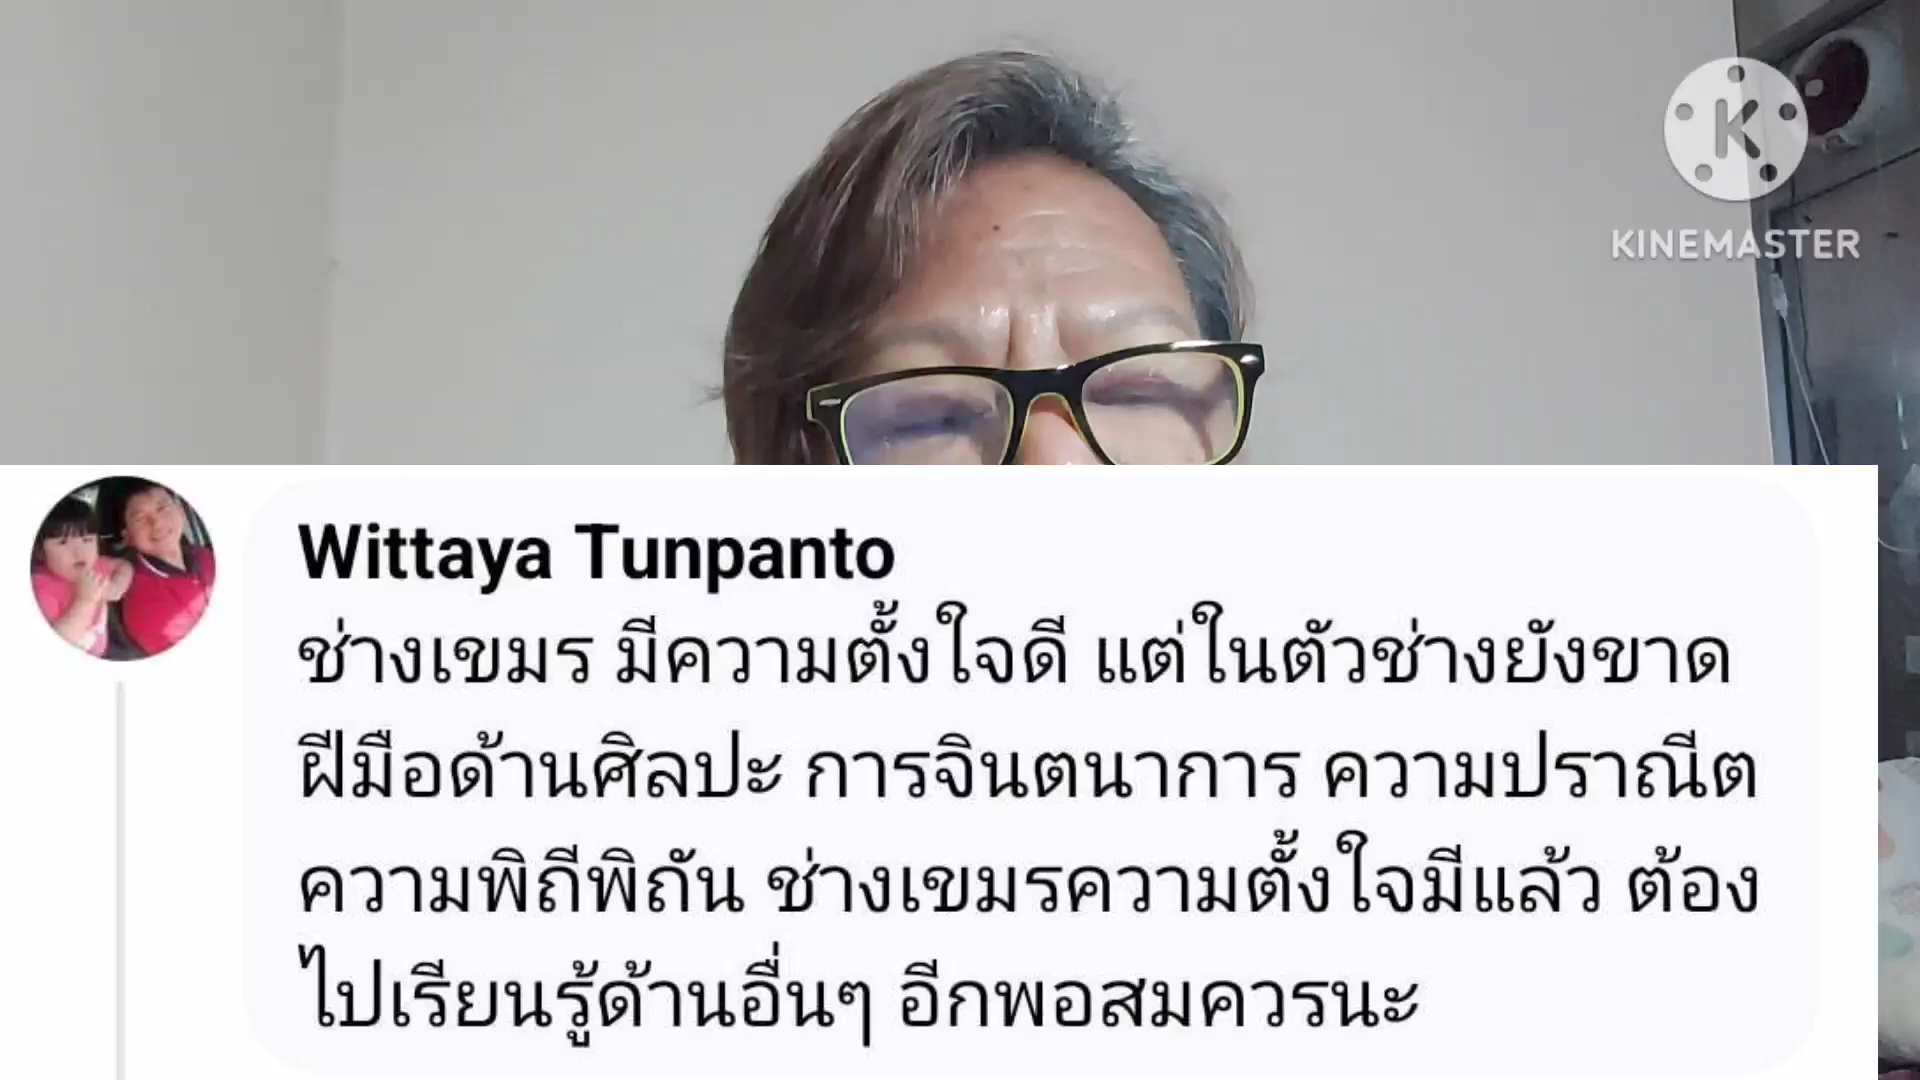 K
KINEMASTER
Wittaya Tunpanto
ช่างเขมร มีความตั้งใจดี แต่ในตัวช่างยังขาด
ฝีมือด้านศิลปะ การจินตนาการ ความปราณีต
ความพิถีพิถัน ช่างเขมรความตั้งใจมีแล้ว ต้อง
ไปเรียนรู้ด้านอื่นๆ อีกพอสมควรนะ